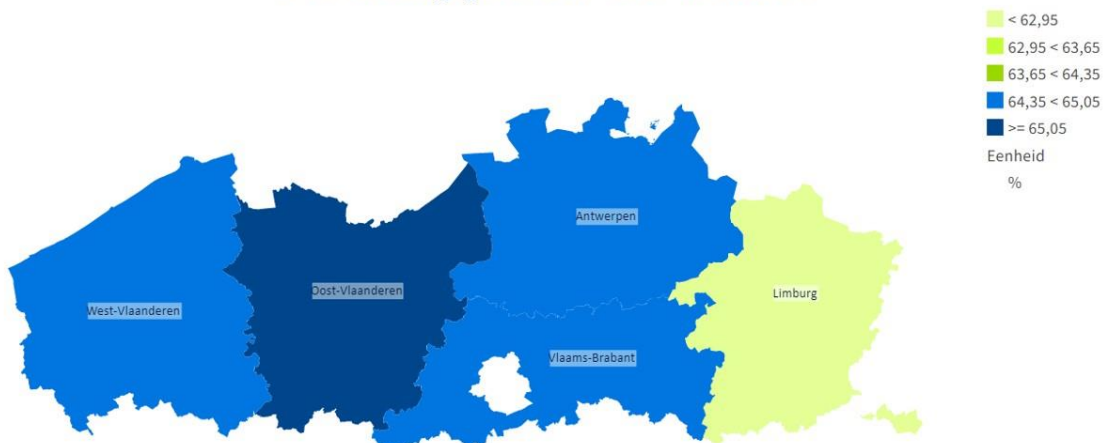 < 62,95
62,95 < 63,65
63,65 < 64,35
64,35 < 65,05
>= 65,05
Eenheid
%
Antwerpen
Oost-Vlaanderen
Limburg
West-Vlaanderen
Vlaams-Brabant